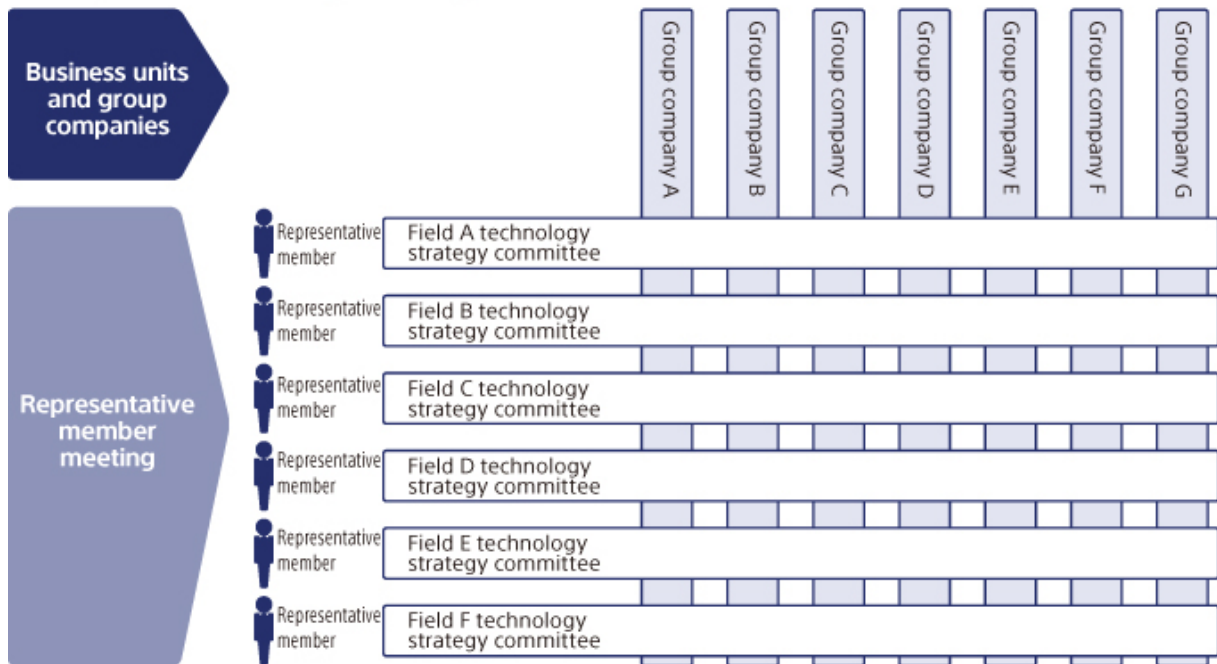 Business units
and group
companies
Group company A
Group company B
Group company C
Group company D
Group company E
Group company F
Group company G
Representative
member
meeting
Representative
member
Field A technology
strategy committee
Representative
member
Field B technology
strategy committee
Representative
member
Field C technology
strategy committee
Representative
member
Field D technology
strategy committee
Representative
member
Field E technology
strategy committee
Representative
member
Field F technology
strategy committee